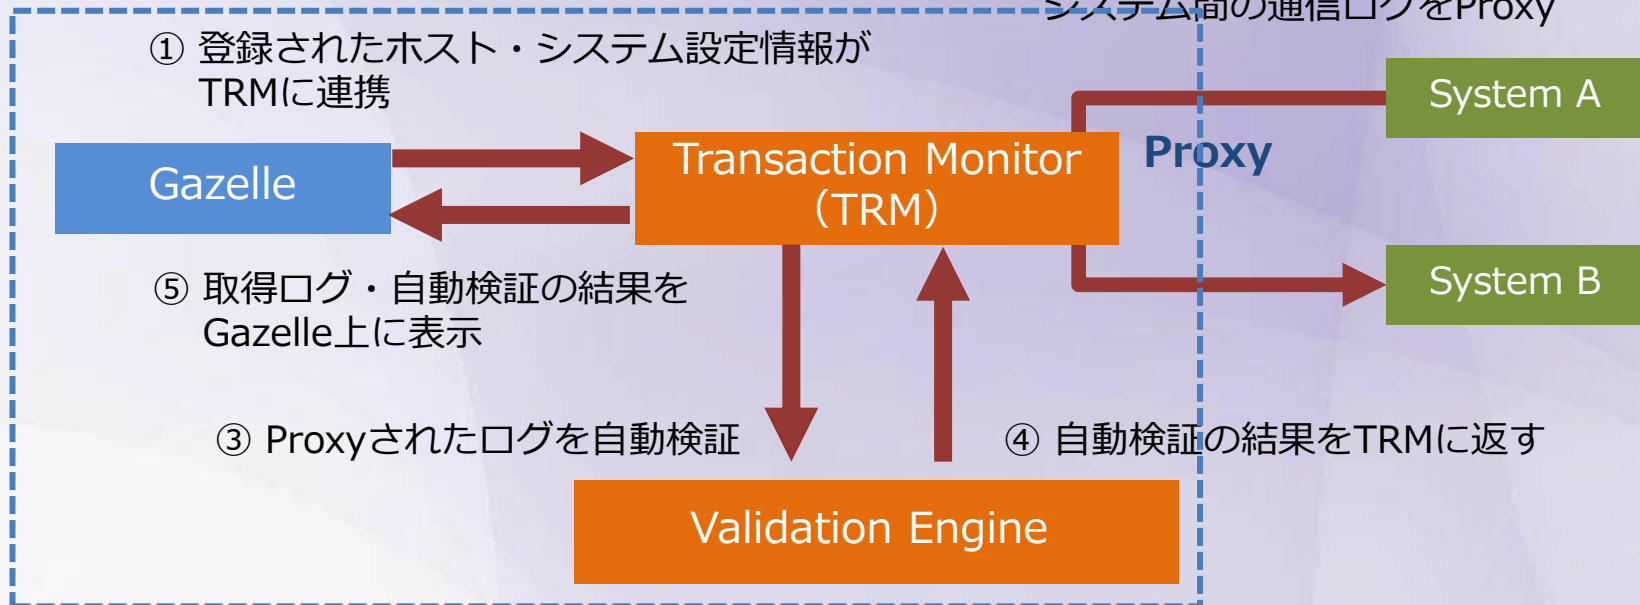 システム間の通信ログをProxy
① 登録されたホスト・システム設定情報が
TRMに連携
System A
Gazelle
Transaction Monitor
（TRM）
Proxy
System B
⑤ 取得ログ・自動検証の結果を
Gazelle上に表示
③ Proxyされたログを自動検証
④ 自動検証の結果をTRMに返す
Validation Engine